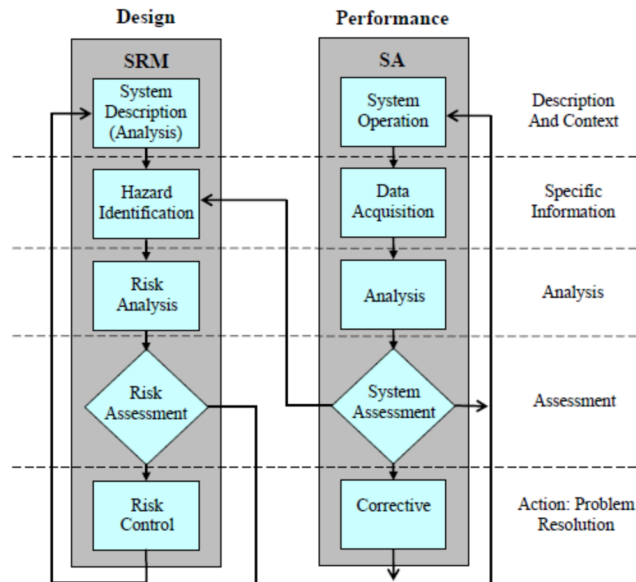 Design
Performance
SRM
SA
System
Description
(Analysis)
System
Operation
Description
And Context
Hazard
Identification
Data
Acquisition
Specific
Information
Risk
Analysis
Analysis
Analysis
Risk
Assessment
System
Assessment
Assessment
Risk
Control
Corrective
Action: Problem
Resolution